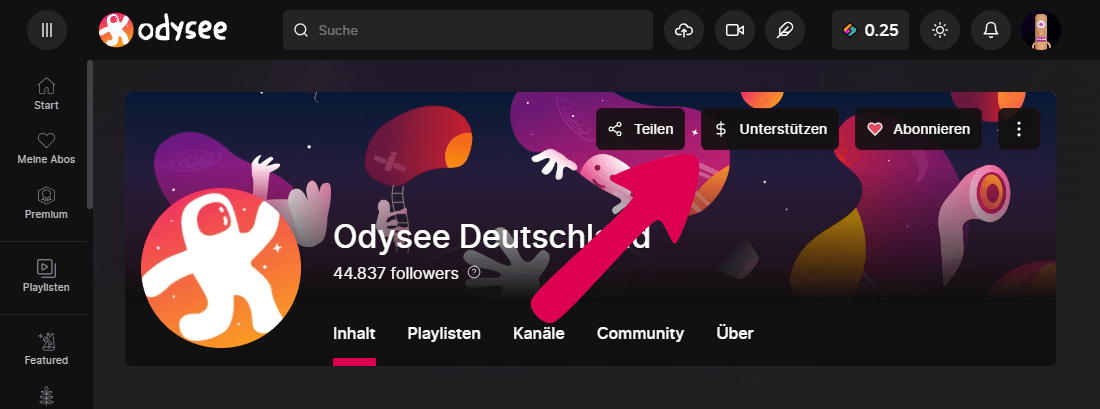 odysee
Suche
0.25
Start
Meine Abos
Premium
Playlisten
Featured
Teilen
Unterstützen
Abonnieren
Odysee Deutschland
44.837 followers
Inhalt Playlisten Kanäle Community Über